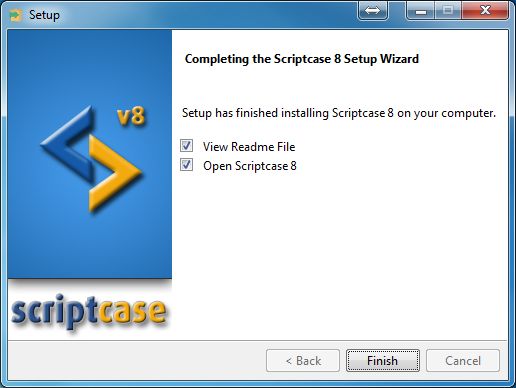 Setup
v8
Completing the Scriptcase 8 Setup Wizard
Setup has finished installing Scriptcase 8 on your computer.
View Readme File
Open Scriptcase 8
scriptcase
< Back
Finish
Cancel